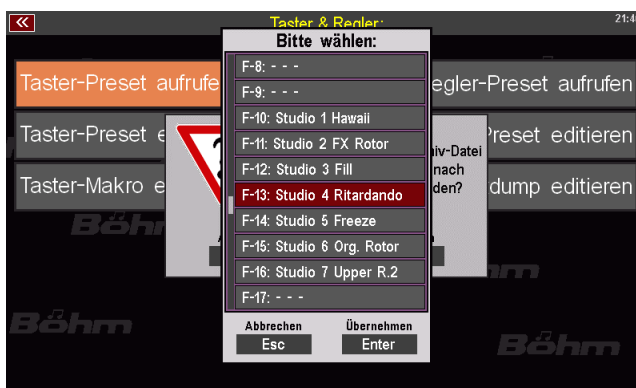 Taster & Regler:
21:4
Bitte wählen:
F-8: - - -
F-9: - - -
F-10: Studio 1 Hawaii
F-11: Studio 2 FX Rotor
F-12: Studio 3 Fill
F-13: Studio 4 Ritardando
F-14: Studio 5 Freeze
F-15: Studio 6 Org. Rotor
F-16: Studio 7 Upper R.2
F-17: - - -
Abbrechen Übernehmen
Esc Enter
Taster-Preset aufrufe
egler-Preset aufrufen
Taster-Preset e
Preset editieren
Taster-Makro e
dump editieren
iv-Datei
nach
den?
Böhm
Böhm
Böhm